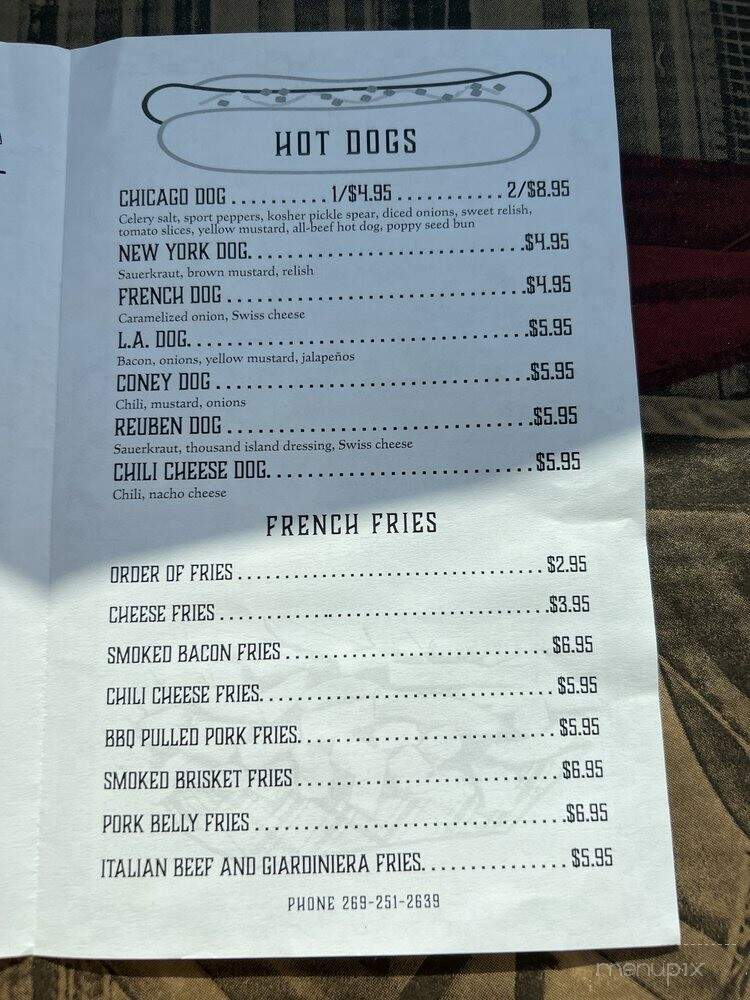 HOT DOGS
CHICAGO DOG .......... 1/$4.95 ........... 2/$8.95
Celery salt, sport peppers, kosher pickle spear, diced onions, sweet relish,
tomato slices, yellow mustard, all-beef hot dog, poppy seed bun
NEW YORK DOG. ............................ .$4.95
Sauerkraut, brown mustard, relish
FRENCH DOG ............................... $4.95
Caramelized onion, Swiss cheese
L.A. DOG. .................................. $5.95
Bacon, onions, yellow mustard, jalapeños
CONEY DOG ................................ .$5.95
Chili, mustard, onions
REUBEN DOG ............................... .$5.95
Sauerkraut, thousand island dressing, Swiss cheese
CHILI CHEESE DOG. .......................... $5.95
Chili, nacho cheese
FRENCH FRIES
ORDER OF FRIES ............................... $2.95
CHEESE FRIES ................................. .$3.95
SMOKED BACON FRIES .......................... $6.95
CHILI CHEESE FRIES. ............................ $5.95
BBQ PULLED PORK FRIES. ......................... $5.95
SMOKED BRISKET FRIES .......................... $6.95
PORK BELLY FRIES .............................. .$6.95
ITALIAN BEEF AND GIARDINIERA FRIES. .............. $5.95
PHONE 269-251-2639
menupix